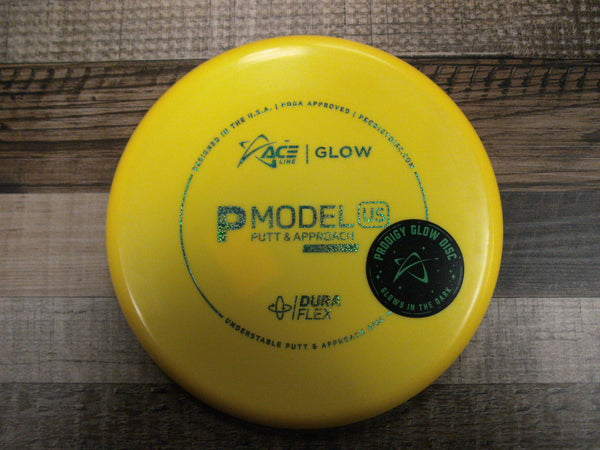 DESIGNED IN THE U.S.A. | PDGA APPROVED | PRODIGYDISC.COM
ACE LINE | GLOW
P MODEL US
PUTT & APPROACH
PRODIGY GLOW DISC
GLOWS IN THE DARK
DURA FLEX
UNDERSTABLE PUTT & APPROACH DISC